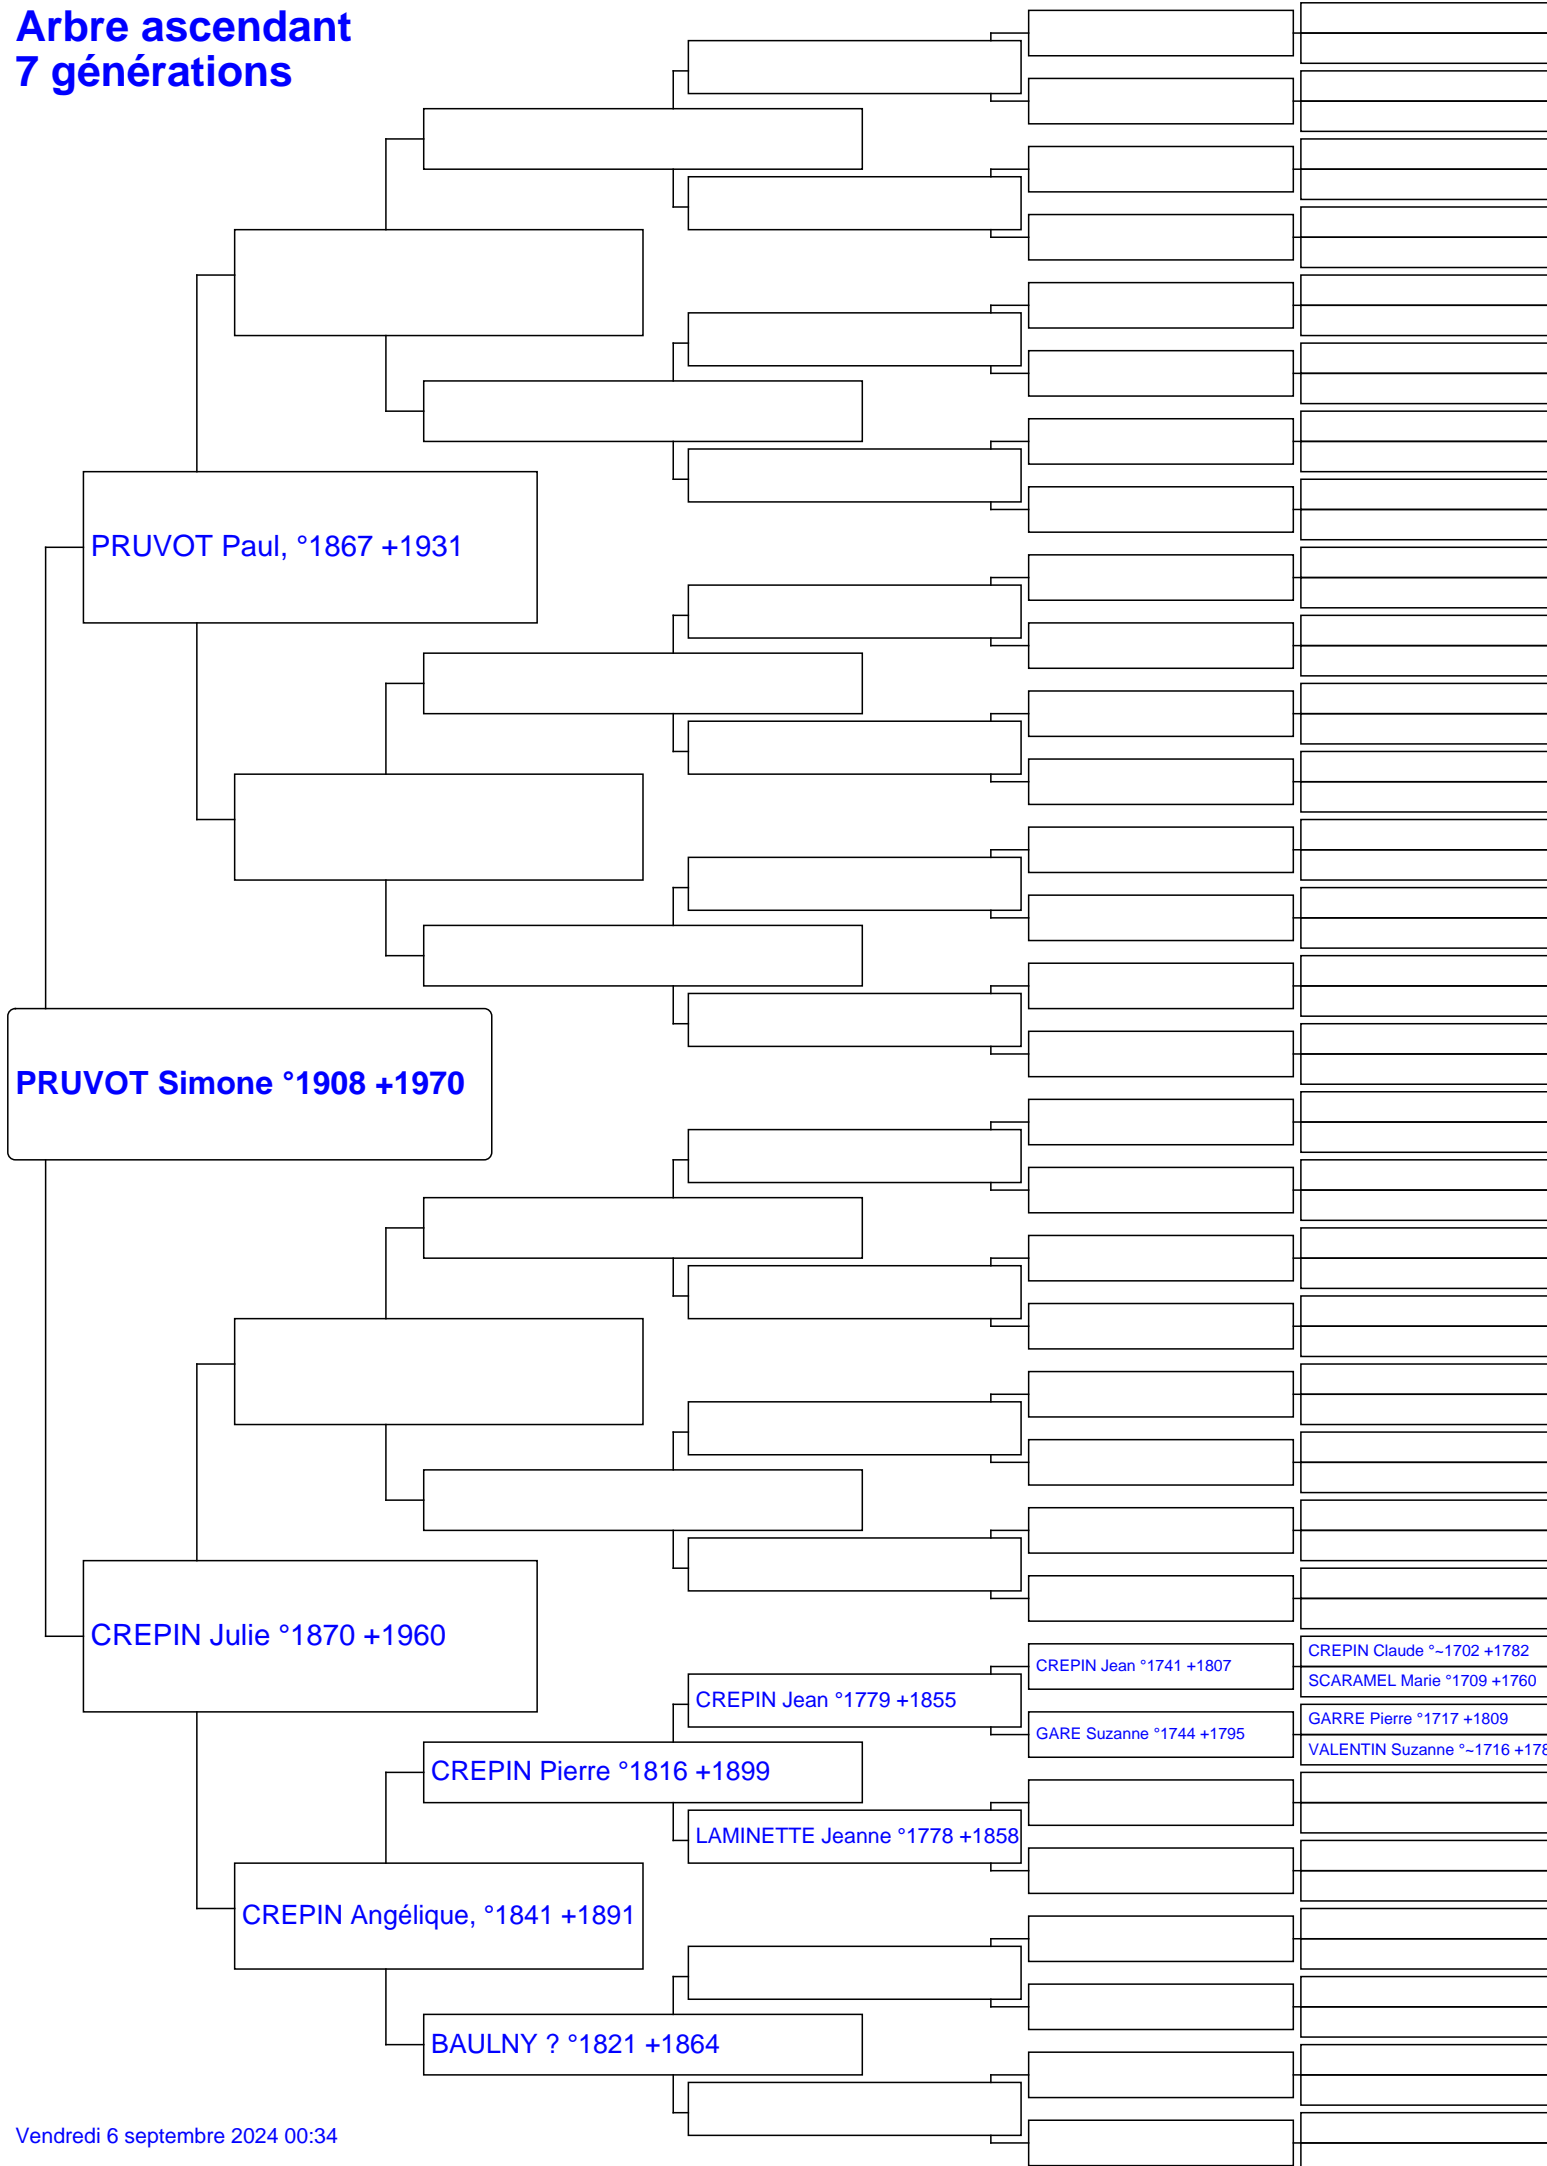 Arbre ascendant
7 générations
PRUVOT Paul, °1867 +1931
PRUVOT Simone °1908 +1970
CREPIN Julie °1870 +1960
CREPIN Claude °~1702 +1782
CREPIN Jean °1741 +1807
SCARAMEL Marie °1709 +1760
CREPIN Jean °1779 +1855
GARRE Pierre °1717 +1809
GARE Suzanne °1744 +1795
VALENTIN Suzanne °~1716
CREPIN Pierre °1816 +1899
LAMINETTE Jeanne °1778 +1858
CREPIN Angélique, °1841 +1891
BAULNY ? °1821 +1864
Vendredi 6 septembre 2024 00:34